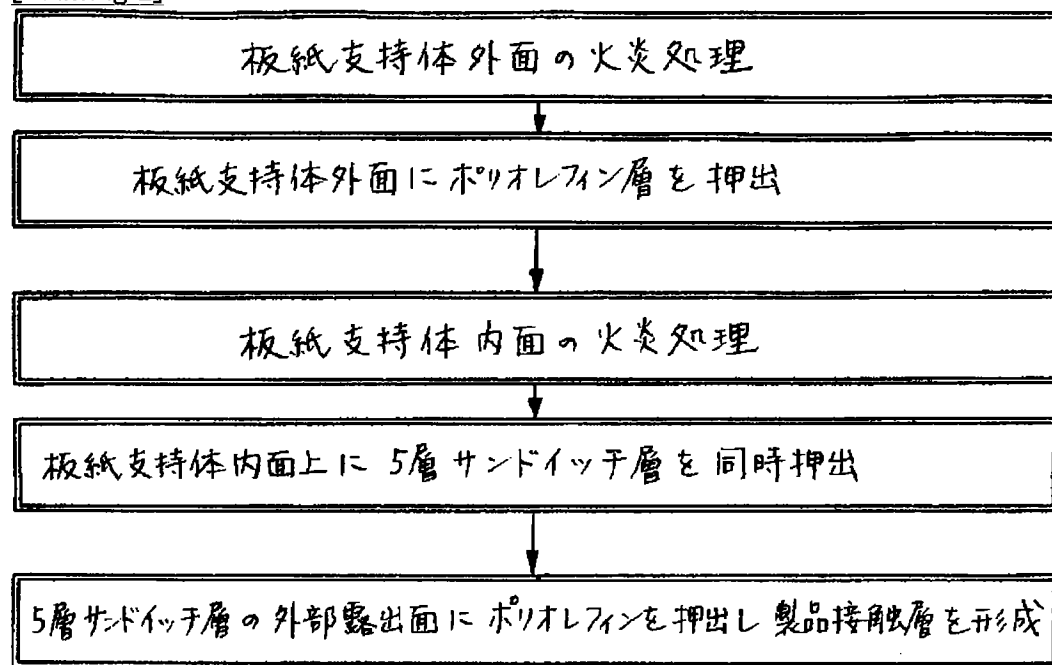 板紙支持体外面の火炎処理
板紙支持体外面にポリオレフィン層を押出
板紙支持体内面の火炎処理
板紙支持体内面上に5層サンドイッチ層を同時押出
5層サンドイッチ層の外部露出面にポリオレフィンを押出し製品接触層を形成